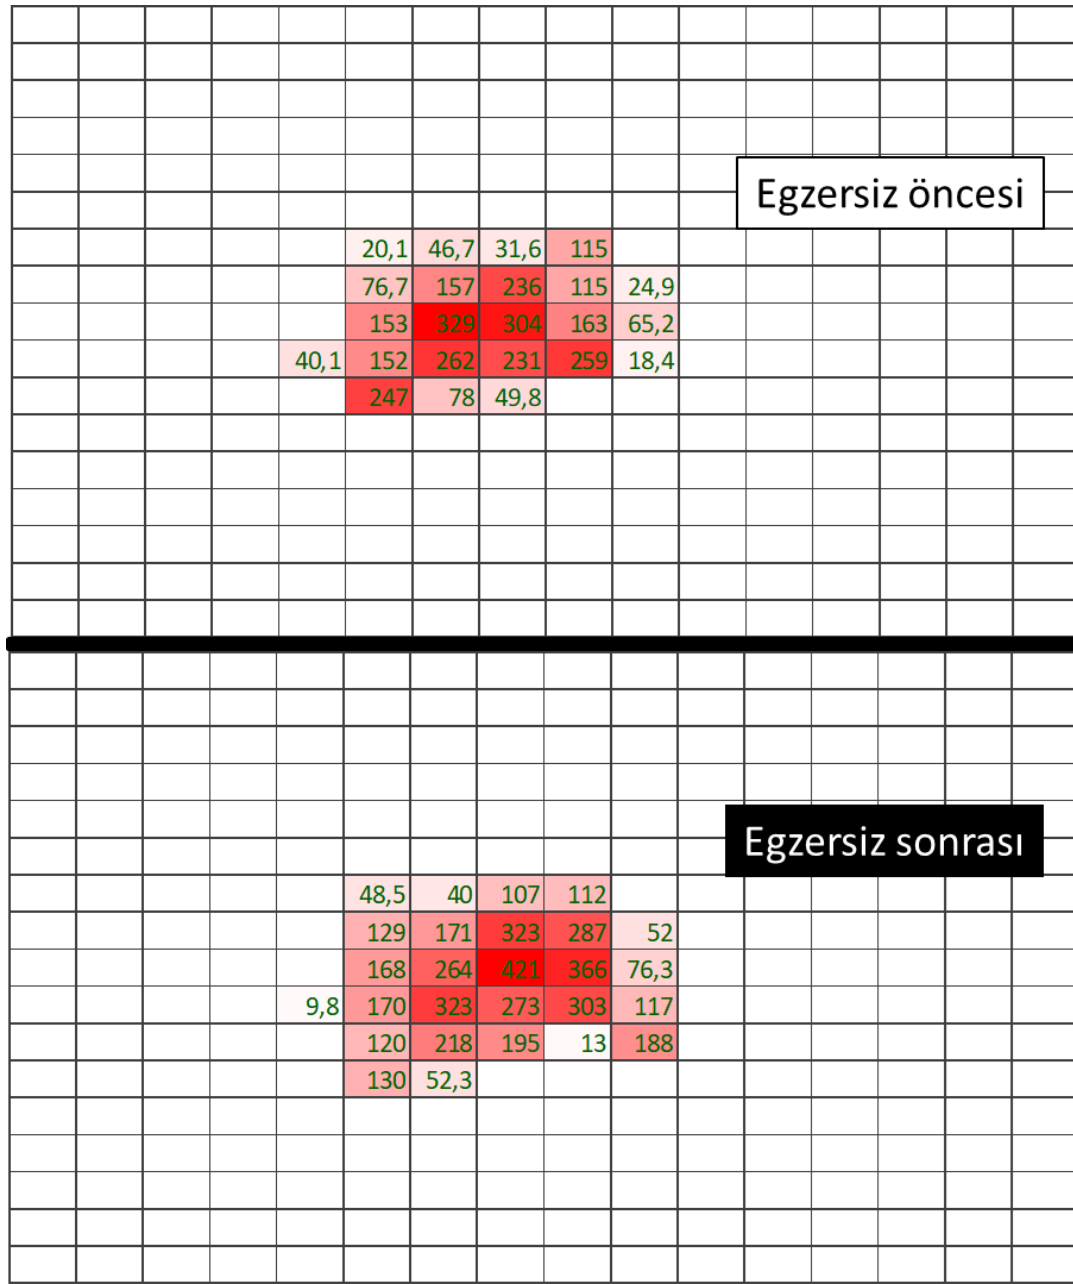 Egzersiz öncesi
20,1 46,7 31,6 115
76,7 157 236 115 24,9
153 329 304 163 65,2
40,1 152 262 231 259 18,4
247 78 49,8
Egzersiz sonrası
48,5 40 107 112
129 171 323 287 52
168 264 421 366 76,3
9,8 170 323 273 303 117
120 218 195 13 188
130 52,3